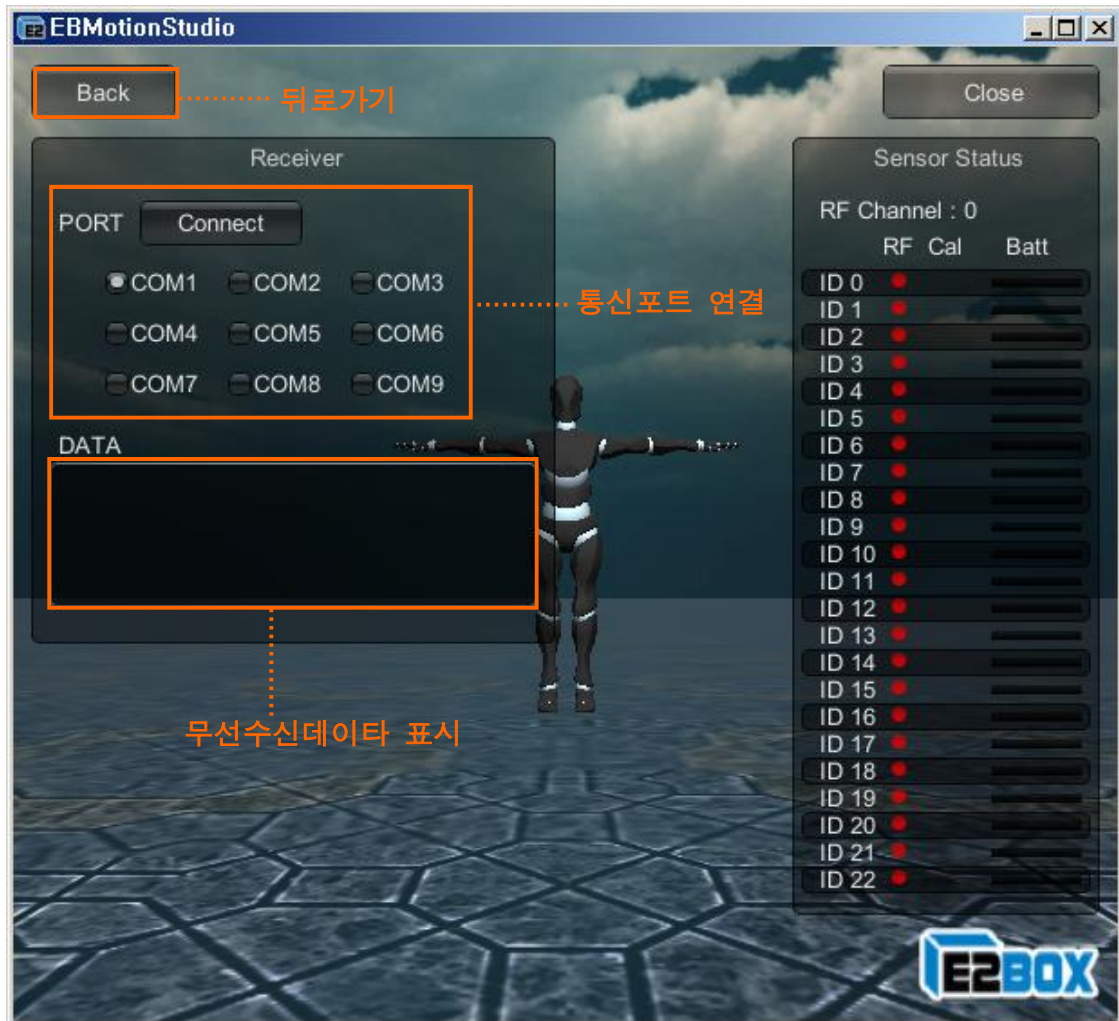 EBMotionStudio
Back
뒤로가기
Close
Receiver
PORT
Connect
COM1 COM2 COM3
COM4 COM5 COM6
COM7 COM8 COM9
통신포트 연결
DATA
무선수신데이타 표시
Sensor Status
RF Channel : 0
RF Cal Batt
ID 0
ID 1
ID 2
ID 3
ID 4
ID 5
ID 6
ID 7
ID 8
ID 9
ID 10
ID 11
ID 12
ID 13
ID 14
ID 15
ID 16
ID 17
ID 18
ID 19
ID 20
ID 21
ID 22
E2BOX